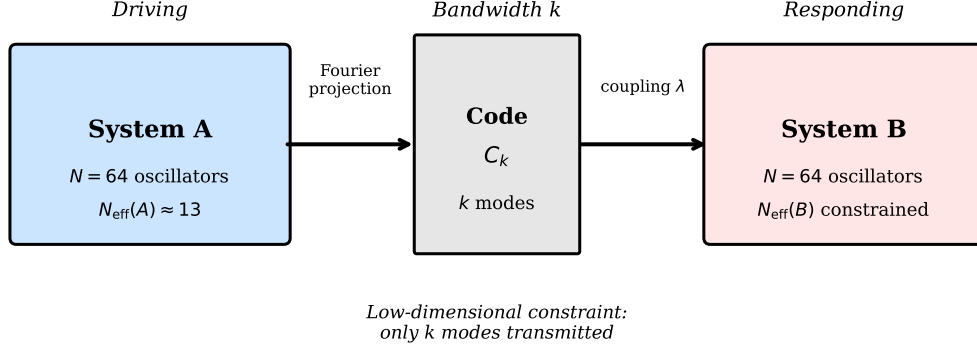 Driving
Bandwidth k
Responding
Fourier
projection
coupling λ
System A
N = 64 oscillators
N_eff(A) ≈ 13
Code
C_k
k modes
System B
N = 64 oscillators
N_eff(B) constrained
Low-dimensional constraint:
only k modes transmitted